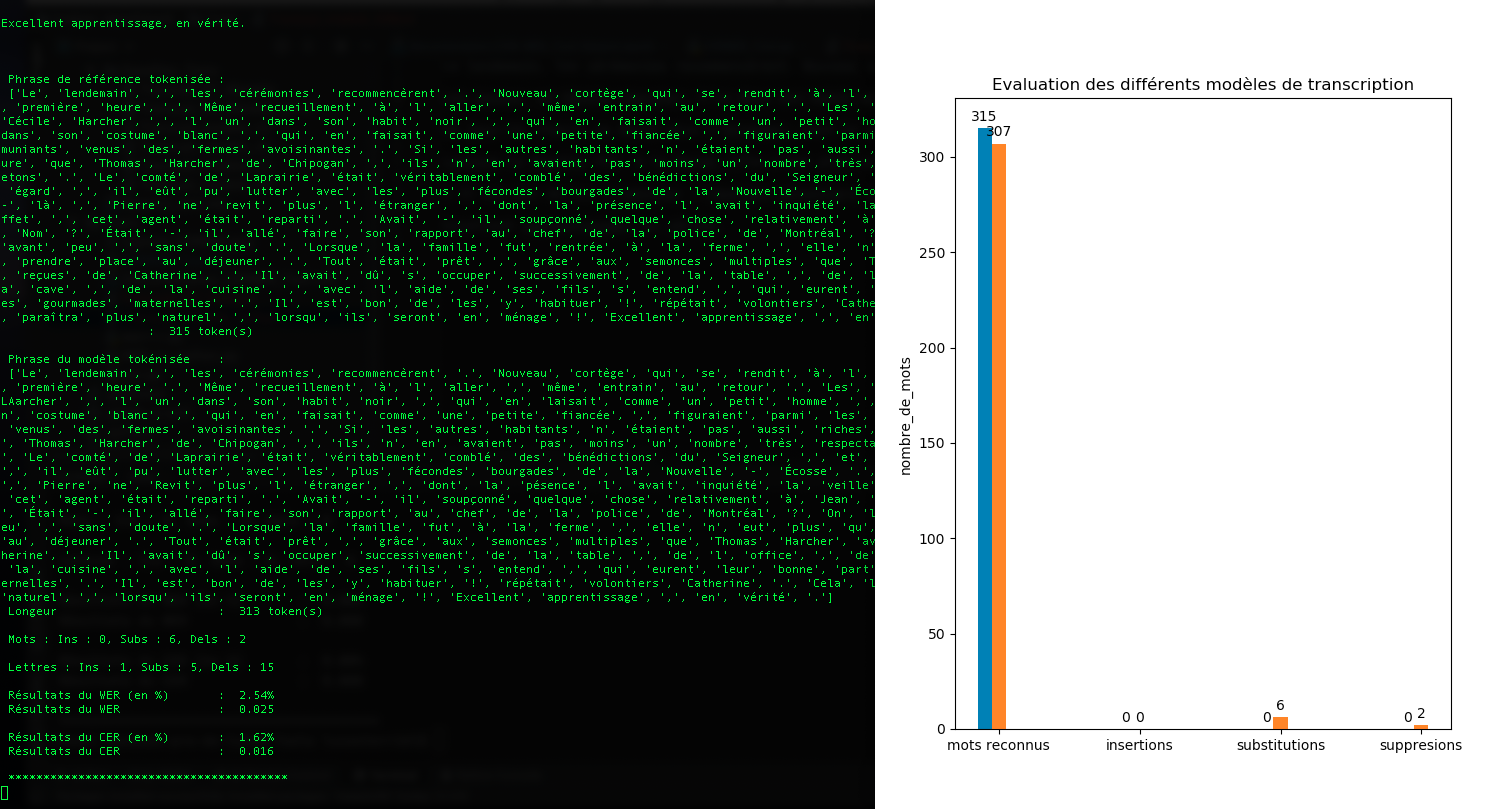 Excellent apprentissage, en vérité.
Phrase de référence tokenisée :
['Le', 'lendemain', ',', 'les', 'cérémonies', 'recommencèrent', '.', 'Nouveau', 'cortège', 'qui', 'se', 'rendit', 'à', 'l',
, 'première', 'heure', '.', 'Même', 'recueillement', 'à', 'l', 'aller', ',', 'même', 'entrain', 'au', 'retour', '.', 'Les', '
'Cécile', 'Harcher', ',', 'l', 'un', 'dans', 'son', 'habit', 'noir', ',', 'qui', 'en', 'faisait', 'comme', 'un', 'petit', 'ho
dans', 'son', 'costume', 'blanc', ',', 'qui', 'en', 'faisait', 'comme', 'une', 'petite', 'fiancée', ',', 'figuraient', 'parmi
muniants', 'venus', 'des', 'fermes', 'avoisinantes', '.', 'Si', 'les', 'autres', 'habitants', 'n', 'étaient', 'pas', 'aussi',
ure', 'que', 'Thomas', 'Harcher', 'de', 'Chipogan', ',', 'ils', 'n', 'en', 'avaient', 'pas', 'moins', 'un', 'nombre', 'très',
etons', '.', 'Le', 'comté', 'de', 'Laprairie', 'était', 'véritablement', 'comblé', 'des', 'bénédictions', 'du', 'Seigneur', '
'égard', ',', 'il', 'eût', 'pu', 'lutter', 'avec', 'les', 'plus', 'fécondes', 'bourgades', 'de', 'la', 'Nouvelle', '-', 'Éco
-', 'là', ',', 'Pierre', 'ne', 'revit', 'plus', 'l', 'étranger', ',', 'dont', 'la', 'présence', 'l', 'avait', 'inquiété', 'la
ffet', ',', 'cet', 'agent', 'était', 'reparti', '.', 'Avait', '-', 'il', 'soupçonné', 'quelque', 'chose', 'relativement', 'à'
, 'Nom', '?', 'Était', '-', 'il', 'allé', 'faire', 'son', 'rapport', 'au', 'chef', 'de', 'la', 'police', 'de', 'Montréal', '?
'avant', 'peu', ',', 'sans', 'doute', '.', 'Lorsque', 'la', 'famille', 'fut', 'rentrée', 'à', 'la', 'ferme', ',', 'elle', 'n'
, 'prendre', 'place', 'au', 'déjeuner', '.', 'Tout', 'était', 'prêt', ',', 'grâce', 'aux', 'semonces', 'multiples', 'que', 'T
, 'reçues', 'de', 'Catherine', '.', 'Il', 'avait', 'dû', 's', 'occuper', 'successivement', 'de', 'la', 'table', ',', 'de', 'l
a', 'cave', ',', 'de', 'la', 'cuisine', ',', 'avec', 'l', 'aide', 'de', 'ses', 'fils', 's', 'entend', ',', 'qui', 'eurent', '
es', 'gourmades', 'maternelles', '.', 'Il', 'est', 'bon', 'de', 'les', 'y', 'habituer', '!', 'répétait', 'volontiers', 'Cathe
, 'paraîtra', 'plus', 'naturel', ',', 'lorsqu', 'ils', 'seront', 'en', 'ménage', '!', 'Excellent', 'apprentissage', ',', 'en'
: 315 token(s)
Phrase du modèle tokénisée :
['Le', 'lendemain', ',', 'les', 'cérémonies', 'recommencèrent', '.', 'Nouveau', 'cortège', 'qui', 'se', 'rendit', 'à', 'l',
, 'première', 'heure', '.', 'Même', 'recueillement', 'à', 'l', 'aller', ',', 'même', 'entrain', 'au', 'retour', '.', 'Les', '
LAarcher', ',', 'l', 'un', 'dans', 'son', 'habit', 'noir', ',', 'qui', 'en', 'laisait', 'comme', 'un', 'petit', 'homme', ',',
n', 'costume', 'blanc', ',', 'qui', 'en', 'faisait', 'comme', 'une', 'petite', 'fiancée', ',', 'figuraient', 'parmi', 'les',
'venus', 'des', 'fermes', 'avoisinantes', '.', 'Si', 'les', 'autres', 'habitants', 'n', 'étaient', 'pas', 'aussi', 'riches',
, 'Thomas', 'Harcher', 'de', 'Chipogan', ',', 'ils', 'n', 'en', 'avaient', 'pas', 'moins', 'un', 'nombre', 'très', 'respecta
, 'Le', 'comté', 'de', 'Laprairie', 'était', 'véritablement', 'comblé', 'des', 'bénédictions', 'du', 'Seigneur', ',', 'et',
',', 'il', 'eût', 'pu', 'lutter', 'avec', 'les', 'plus', 'fécondes', 'bourgades', 'de', 'la', 'Nouvelle', '-', 'Écosse', '.',
',', 'Pierre', 'ne', 'Revit', 'plus', 'l', 'étranger', ',', 'dont', 'la', 'pésence', 'l', 'avait', 'inquiété', 'la', 'veille'
'cet', 'agent', 'était', 'reparti', '.', 'Avait', '-', 'il', 'soupçonné', 'quelque', 'chose', 'relativement', 'à', 'Jean', '
, 'Était', '-', 'il', 'allé', 'faire', 'son', 'rapport', 'au', 'chef', 'de', 'la', 'police', 'de', 'Montréal', '?', 'On', 'l
eu', ',', 'sans', 'doute', '.', 'Lorsque', 'la', 'famille', 'fut', 'à', 'la', 'ferme', ',', 'elle', 'n', 'eut', 'plus', 'qu',
'au', 'déjeuner', '.', 'Tout', 'était', 'prêt', ',', 'grâce', 'aux', 'semonces', 'multiples', 'que', 'Thomas', 'Harcher', 'av
herine', '.', 'Il', 'avait', 'dû', 's', 'occuper', 'successivement', 'de', 'la', 'table', ',', 'de', 'l', 'office', ',', 'de'
'la', 'cuisine', ',', 'avec', 'l', 'aide', 'de', 'ses', 'fils', 's', 'entend', ',', 'qui', 'eurent', 'leur', 'bonne', 'part'
ernelles', '.', 'Il', 'est', 'bon', 'de', 'les', 'y', 'habituer', '!', 'répétait', 'volontiers', 'Catherine', '.', 'Cela', 'l
'naturel', ',', 'lorsqu', 'ils', 'seront', 'en', 'ménage', '!', 'Excellent', 'apprentissage', ',', 'en', 'vérité', '.']
Longeur : 313 token(s)
Mots : Ins : 0, Subs : 6, Dels : 2
Lettres : Ins : 1, Subs : 5, Dels : 15
Résultats du WER (en %) : 2.54%
Résultats du WER : 0.025
Résultats du CER (en %) : 1.62%
Résultats du CER : 0.016
****************************************
Evaluation des différents modèles de transcription
315
307
300
250
200
150
100
50
0
nombre_de_mots
0 0
0 6
0 2
mots reconnus insertions substitutions suppresions